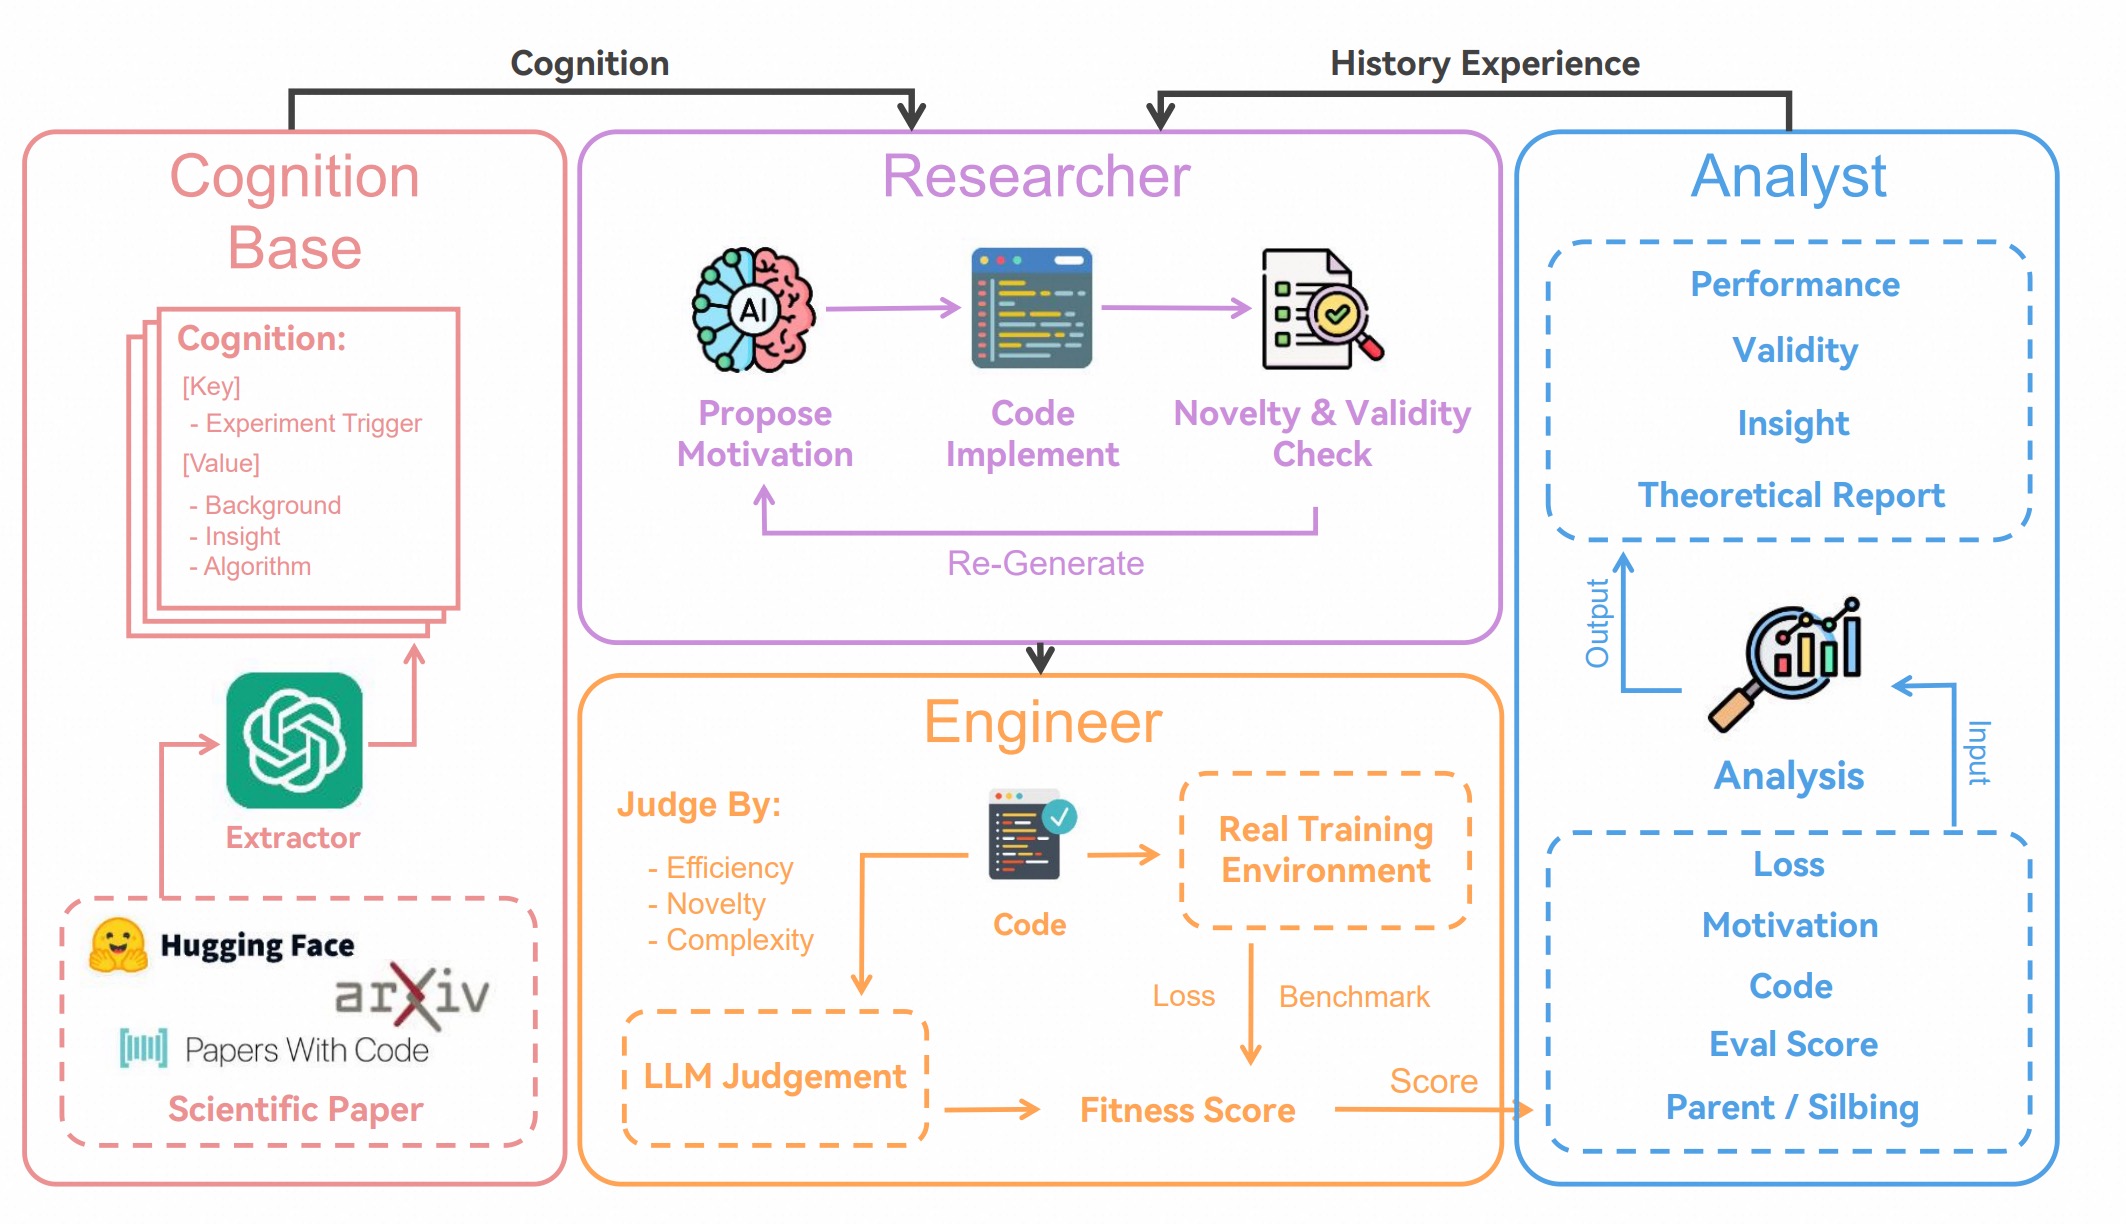 Cognition
History Experience
Cognition
Base
Cognition:
[Key]
- Experiment Trigger
[Value]
- Background
- Insight
- Algorithm
Extractor
Hugging Face
arXiv
Papers With Code
Scientific Paper
Researcher
AI
Propose
Motivation
Code
Implement
Novelty & Validity
Check
Re-Generate
Engineer
Judge By:
- Efficiency
- Novelty
- Complexity
Code
Real Training
Environment
Loss
Benchmark
LLM Judgement
Fitness Score
Score
Analyst
Performance
Validity
Insight
Theoretical Report
Output
Analysis
Input
Loss
Motivation
Code
Eval Score
Parent / Silbing